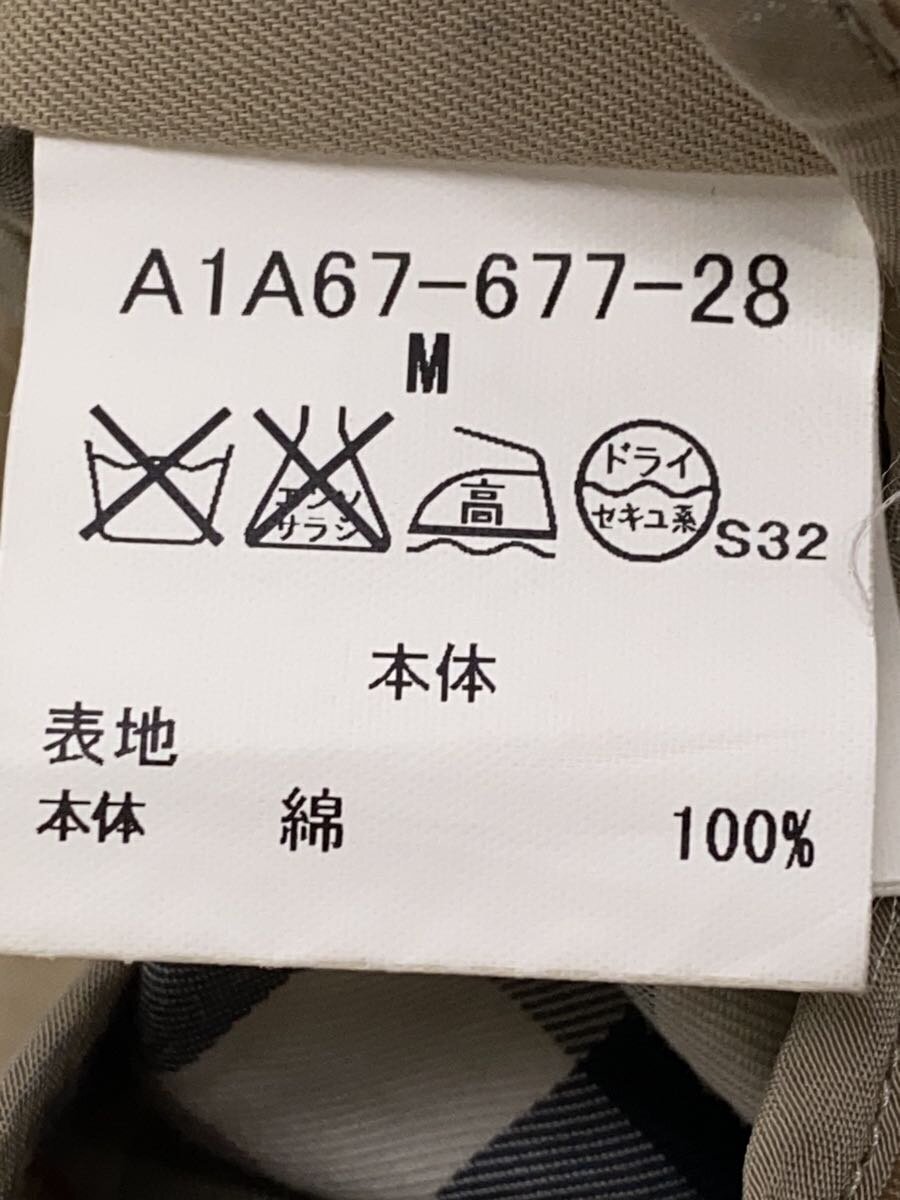 A1A67-677-28
M
エンソ
サラシ
高
ドライ
セキユ系
S32
本体
表地
本体 綿 100%